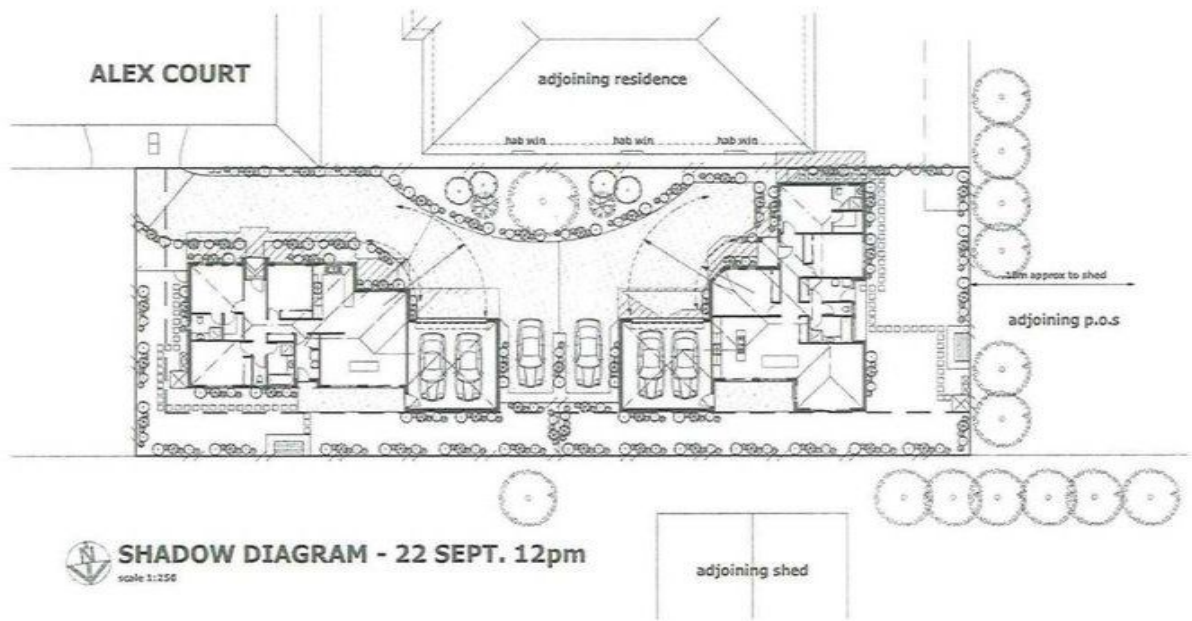 ALEX COURT
adjoining residence
hab win
hab win
hab win
18m approx to shed
adjoining p.o.s
N
SHADOW DIAGRAM - 22 SEPT. 12pm
scale 1:250
adjoining shed